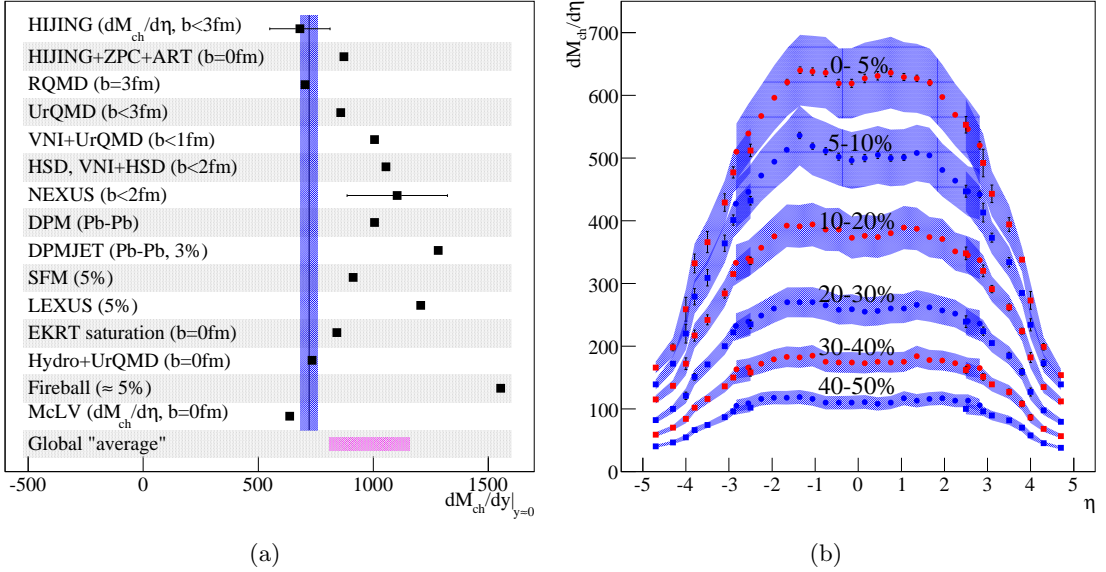 HIJING (dM_ch/dη, b<3fm)
HIJING+ZPC+ART (b=0fm)
RQMD (b=3fm)
UrQMD (b<3fm)
VNI+UrQMD (b<1fm)
HSD, VNI+HSD (b<2fm)
NEXUS (b<2fm)
DPM (Pb-Pb)
DPMJET (Pb-Pb, 3%)
SFM (5%)
LEXUS (5%)
EKRT saturation (b=0fm)
Hydro+UrQMD (b=0fm)
Fireball (≈ 5%)
McLV (dM_ch/dη, b=0fm)
Global "average"
-500 0 500 1000 1500
dM_ch/dy|_y=0
(a)
dM_ch/dη
700
600
500
400
300
200
100
0
0- 5%
5-10%
10-20%
20-30%
30-40%
40-50%
-5 -4 -3 -2 -1 0 1 2 3 4 5
η
(b)